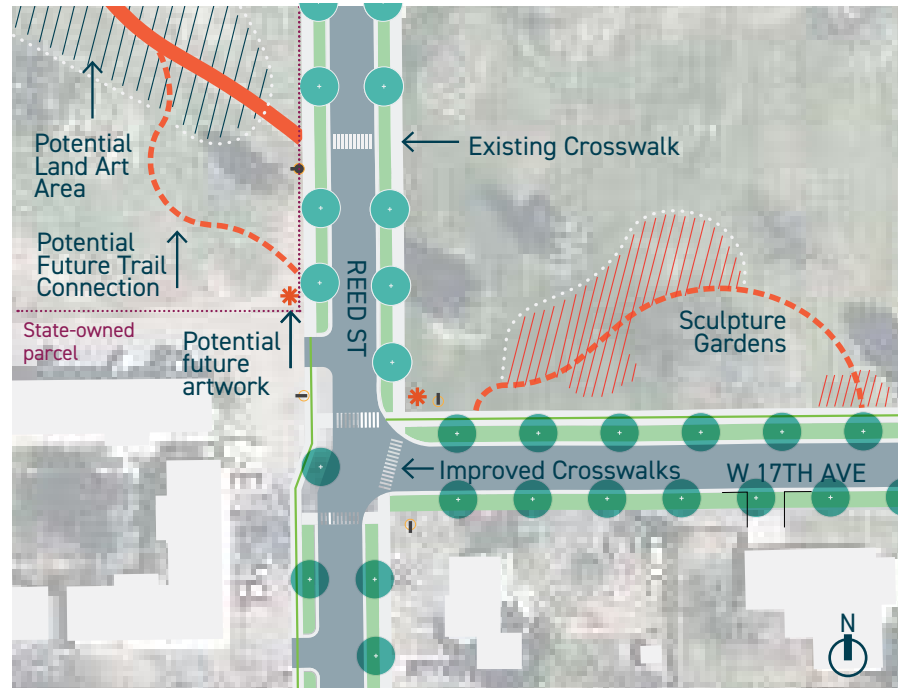 Potential
Land Art
Area
Existing Crosswalk
Potential
Future Trail
Connection
REED ST
State-owned
parcel
Potential
future
artwork
Sculpture
Gardens
Improved Crosswalks
W 17TH AVE
N